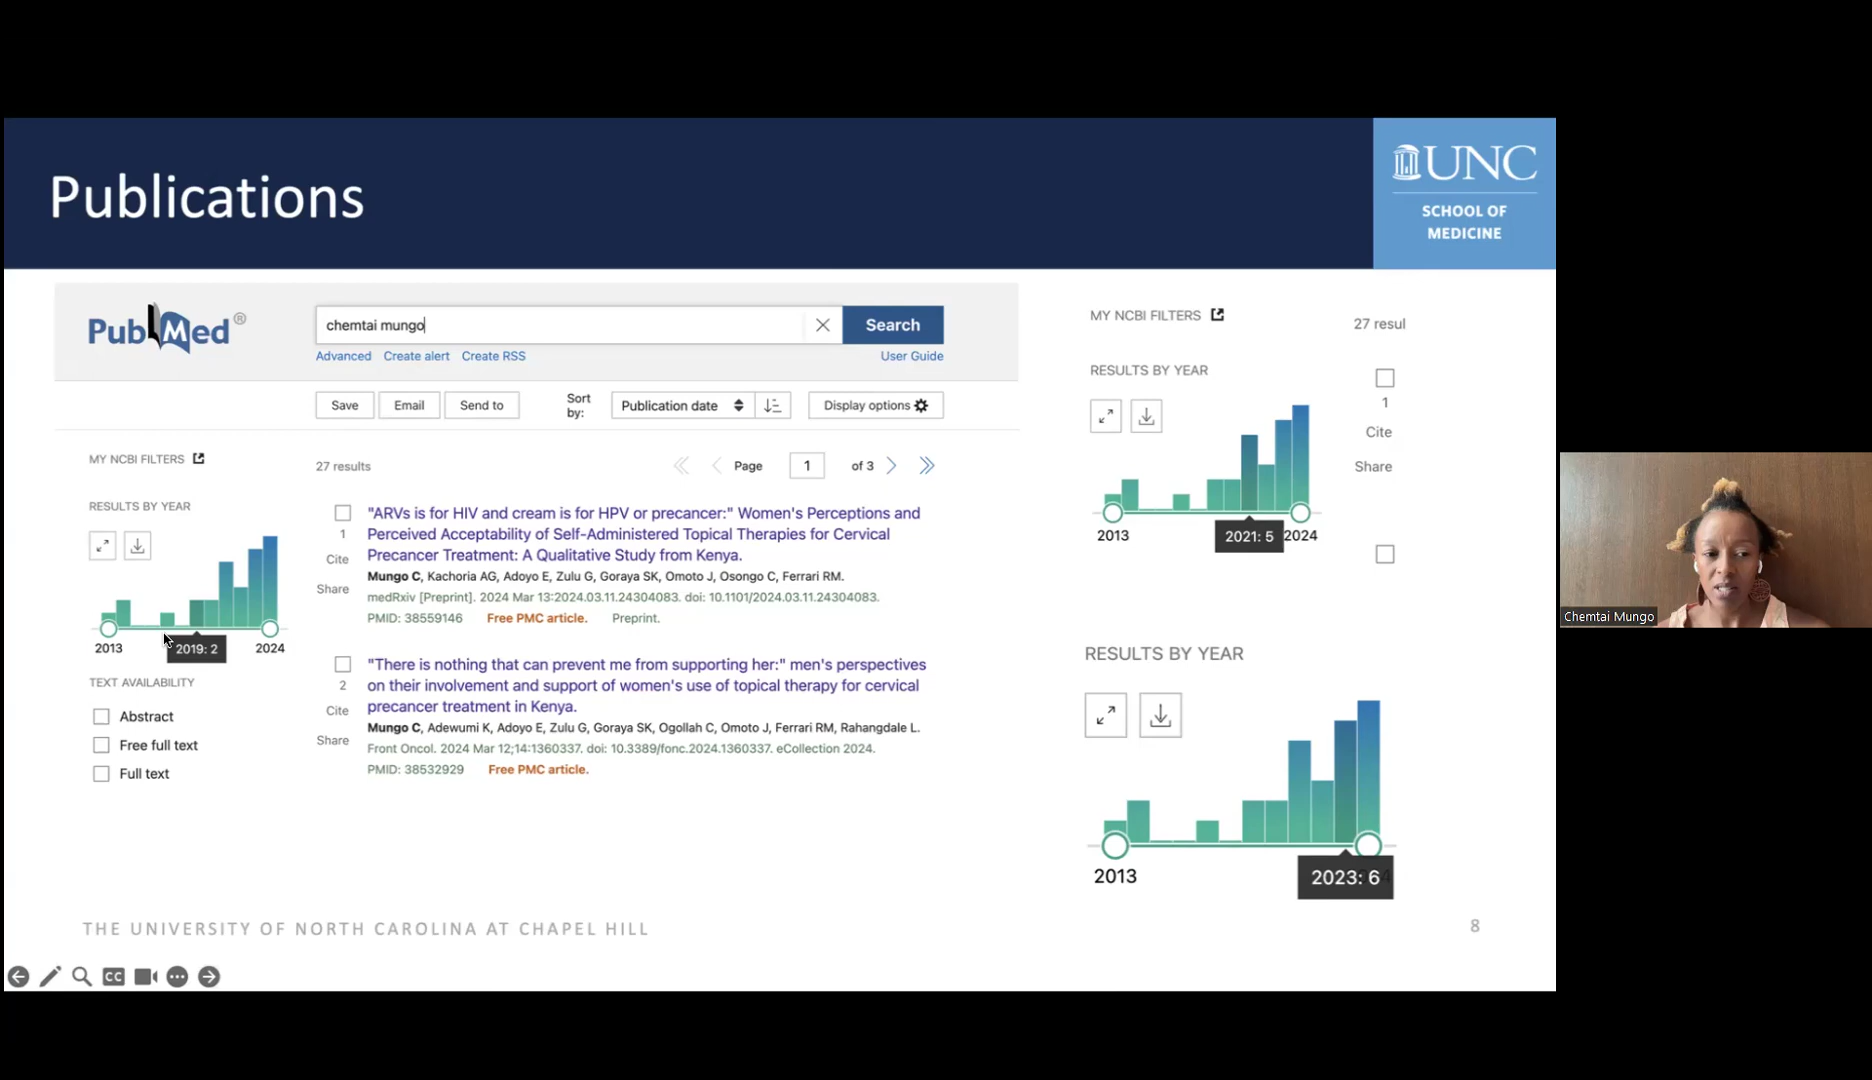 Publications
UNC
SCHOOL OF
MEDICINE
PubMed®
chemtai mungo
Search
Advanced Create alert Create RSS
User Guide
Save Email Send to
Sort
by:
Publication date
Display options
MY NCBI FILTERS
27 results
Page 1 of 3
RESULTS BY YEAR
2013
2019: 2
2024
TEXT AVAILABILITY
Abstract
Free full text
Full text
1
Cite
Share
"ARVs is for HIV and cream is for HPV or precancer:" Women's Perceptions and
Perceived Acceptability of Self-Administered Topical Therapies for Cervical
Precancer Treatment: A Qualitative Study from Kenya.
Mungo C, Kachoria AG, Adoyo E, Zulu G, Goraya SK, Omoto J, Osongo C, Ferrari RM.
medRxiv [Preprint]. 2024 Mar 13:2024.03.11.24304083. doi: 10.1101/2024.03.11.24304083.
PMID: 38559146 Free PMC article. Preprint.
2
Cite
Share
"There is nothing that can prevent me from supporting her:" men's perspectives
on their involvement and support of women's use of topical therapy for cervical
precancer treatment in Kenya.
Mungo C, Adewumi K, Adoyo E, Zulu G, Goraya SK, Ogollah C, Omoto J, Ferrari RM, Rahangdale L.
Front Oncol. 2024 Mar 12;14:1360337. doi: 10.3389/fonc.2024.1360337. eCollection 2024.
PMID: 38532929 Free PMC article.
MY NCBI FILTERS
27 resul
RESULTS BY YEAR
1
Cite
Share
2013
2021: 5
2024
RESULTS BY YEAR
2013
2023: 6
THE UNIVERSITY OF NORTH CAROLINA AT CHAPEL HILL
8
CC
Chemtai Mungo